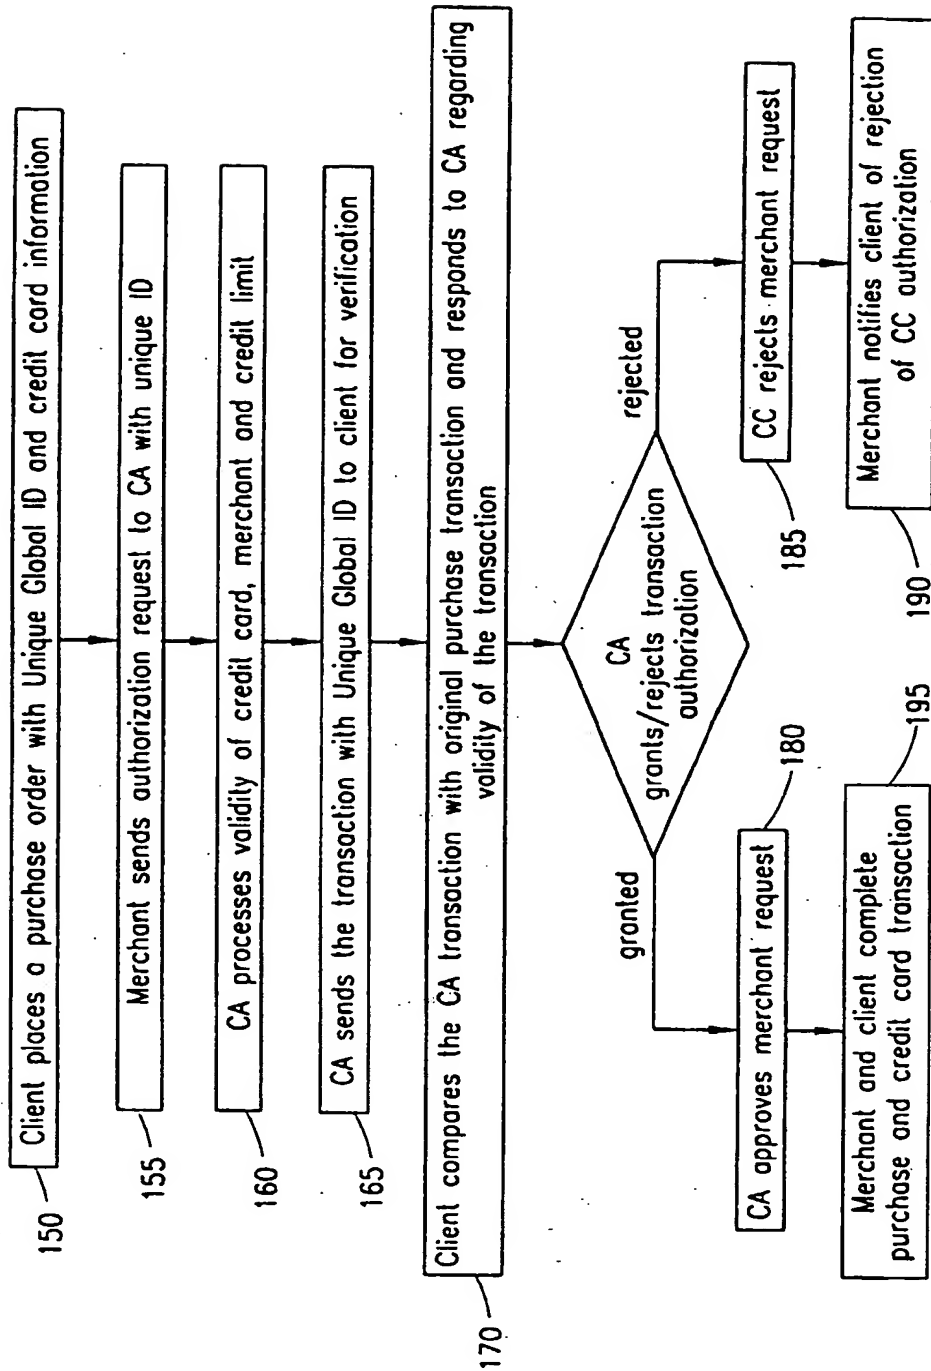 Client places a purchase order with Unique Global ID and credit card information
150
Merchant sends authorization request to CA with unique ID
155
CA processes validity of credit card, merchant and credit limit
160
CA sends the transaction with Unique Global ID to client for verification
165
Client compares the CA transaction with original purchase transaction and responds to CA regarding
validity of the transaction
170
CA
grants/rejects transaction
authorization
granted
rejected
CA approves merchant request
180
CC rejects merchant request
185
Merchant and client complete
purchase and credit card transaction
195
Merchant notifies client of rejection
of CC authorization
190